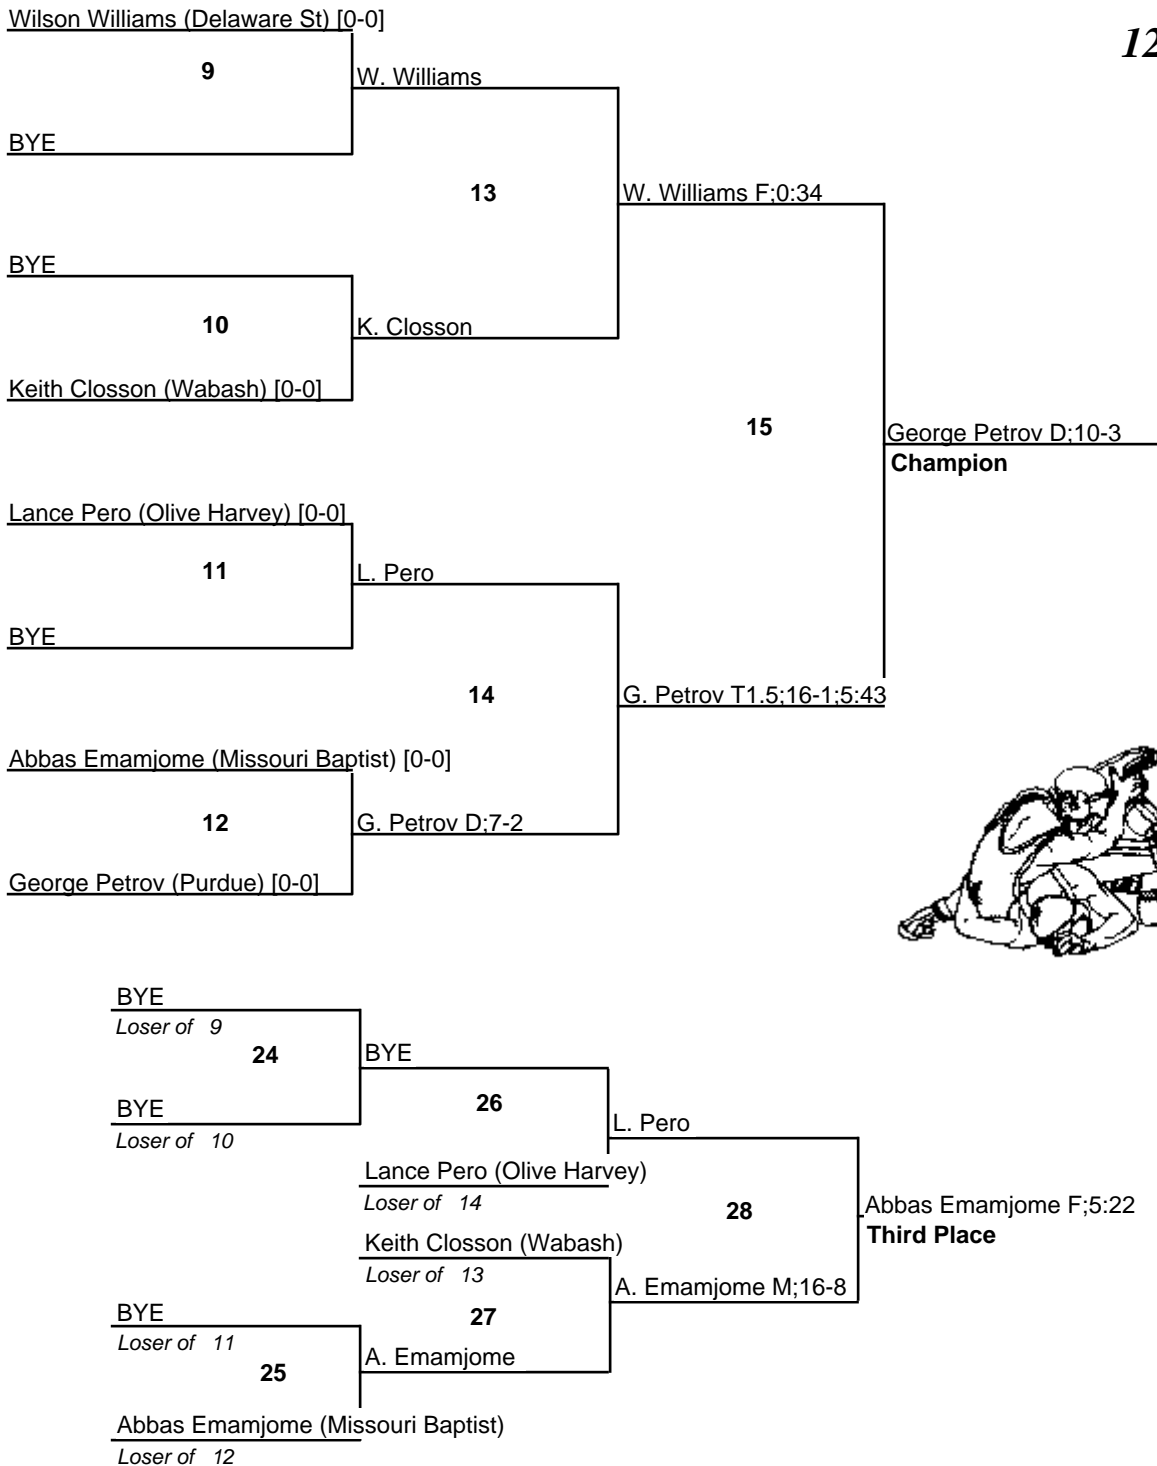 Wilson Williams (Delaware St) [0-0]
12
9
W. Williams
BYE
13
W. Williams F;0:34
BYE
10
K. Closson
Keith Closson (Wabash) [0-0]
15
George Petrov D;10-3
Champion
Lance Pero (Olive Harvey) [0-0]
11
L. Pero
BYE
14
G. Petrov T1.5;16-1;5:43
Abbas Emamjome (Missouri Baptist) [0-0]
12
G. Petrov D;7-2
George Petrov (Purdue) [0-0]
BYE
Loser of 9
24
BYE
BYE
Loser of 10
26
L. Pero
Lance Pero (Olive Harvey)
Loser of 14
28
Abbas Emamjome F;5:22
Third Place
Keith Closson (Wabash)
Loser of 13
A. Emamjome M;16-8
27
BYE
Loser of 11
25
A. Emamjome
Abbas Emamjome (Missouri Baptist)
Loser of 12